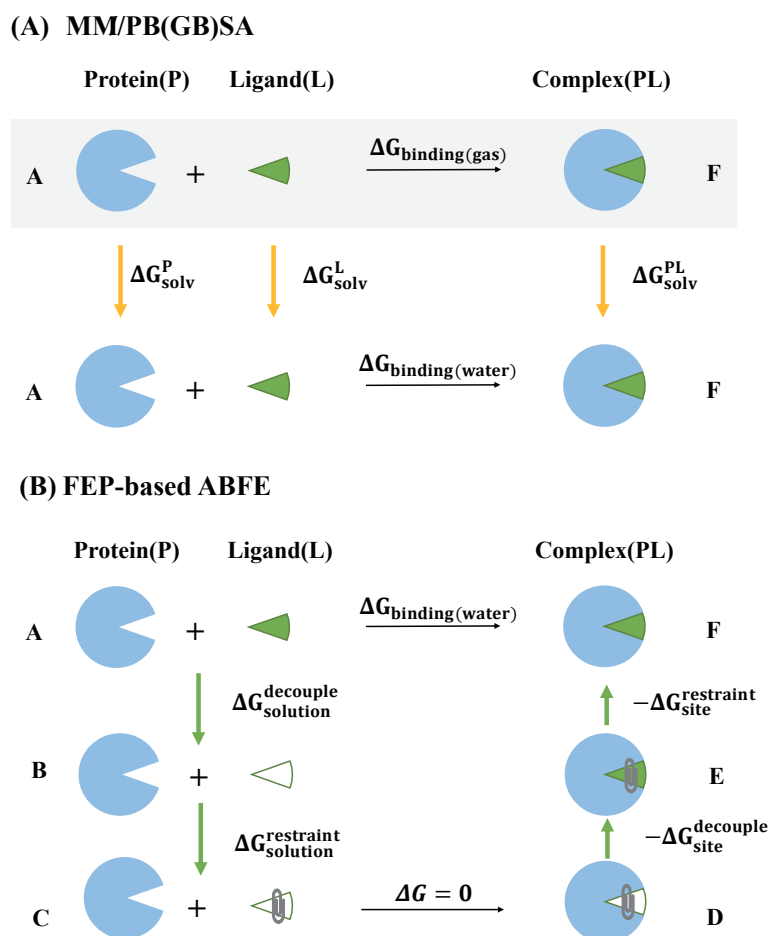 (A) MM/PB(GB)SA
Protein(P) Ligand(L) Complex(PL)
A + ΔG_binding(gas) F
ΔG^P_solv ΔG^L_solv ΔG^PL_solv
A + ΔG_binding(water) F
(B) FEP-based ABFE
Protein(P) Ligand(L) Complex(PL)
A + ΔG_binding(water) F
ΔG^decouple_solution −ΔG^restraint_site
B + E
ΔG^restraint_solution −ΔG^decouple_site
C + ΔG = 0 D